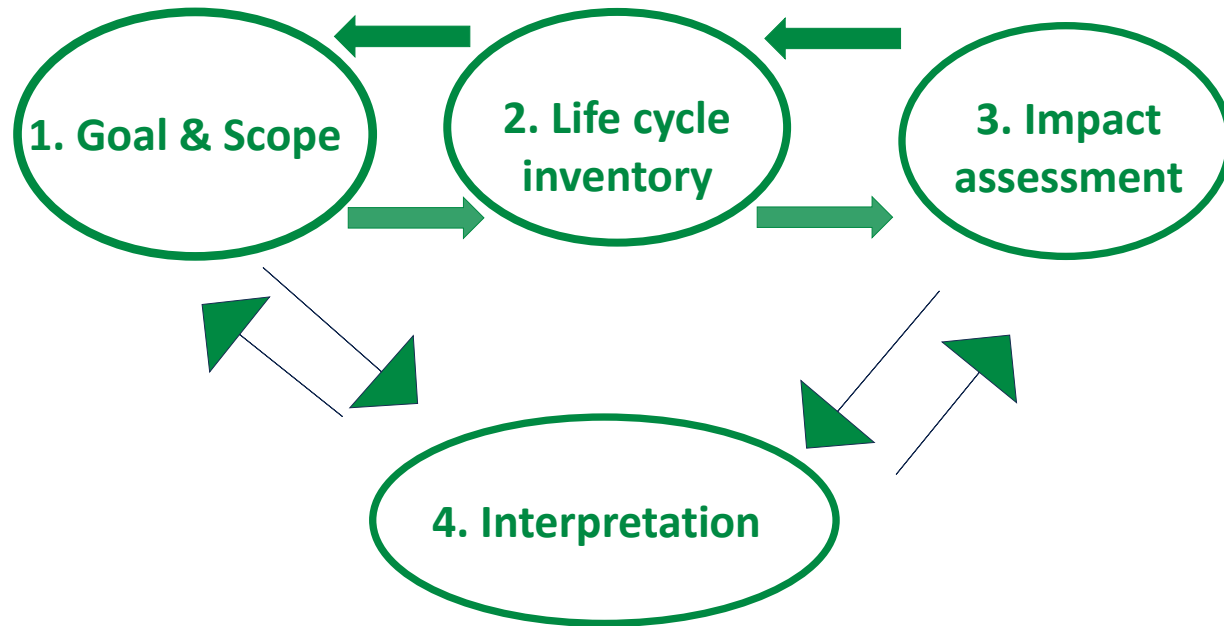 1. Goal & Scope
2. Life cycle
inventory
3. Impact
assessment
4. Interpretation